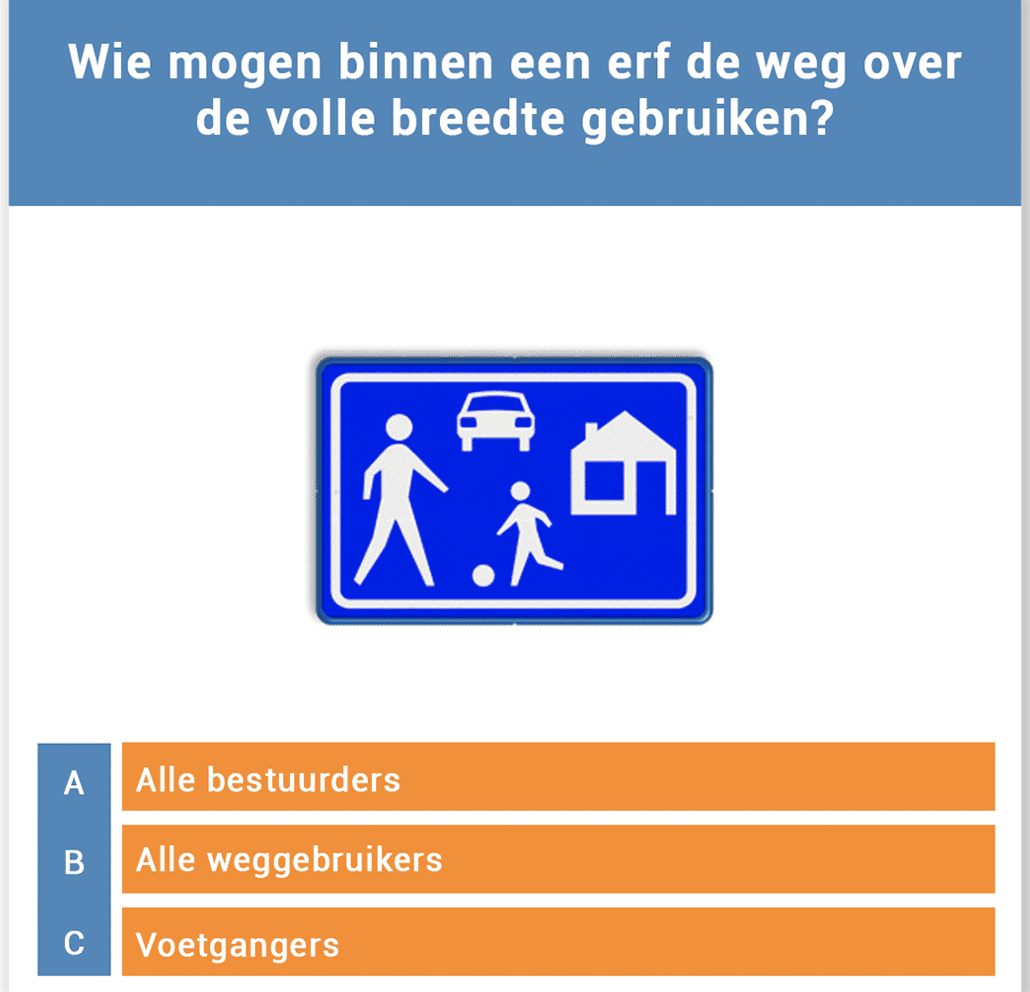 Wie mogen binnen een erf de weg over
de volle breedte gebruiken?
A Alle bestuurders
B Alle weggebruikers
C Voetgangers